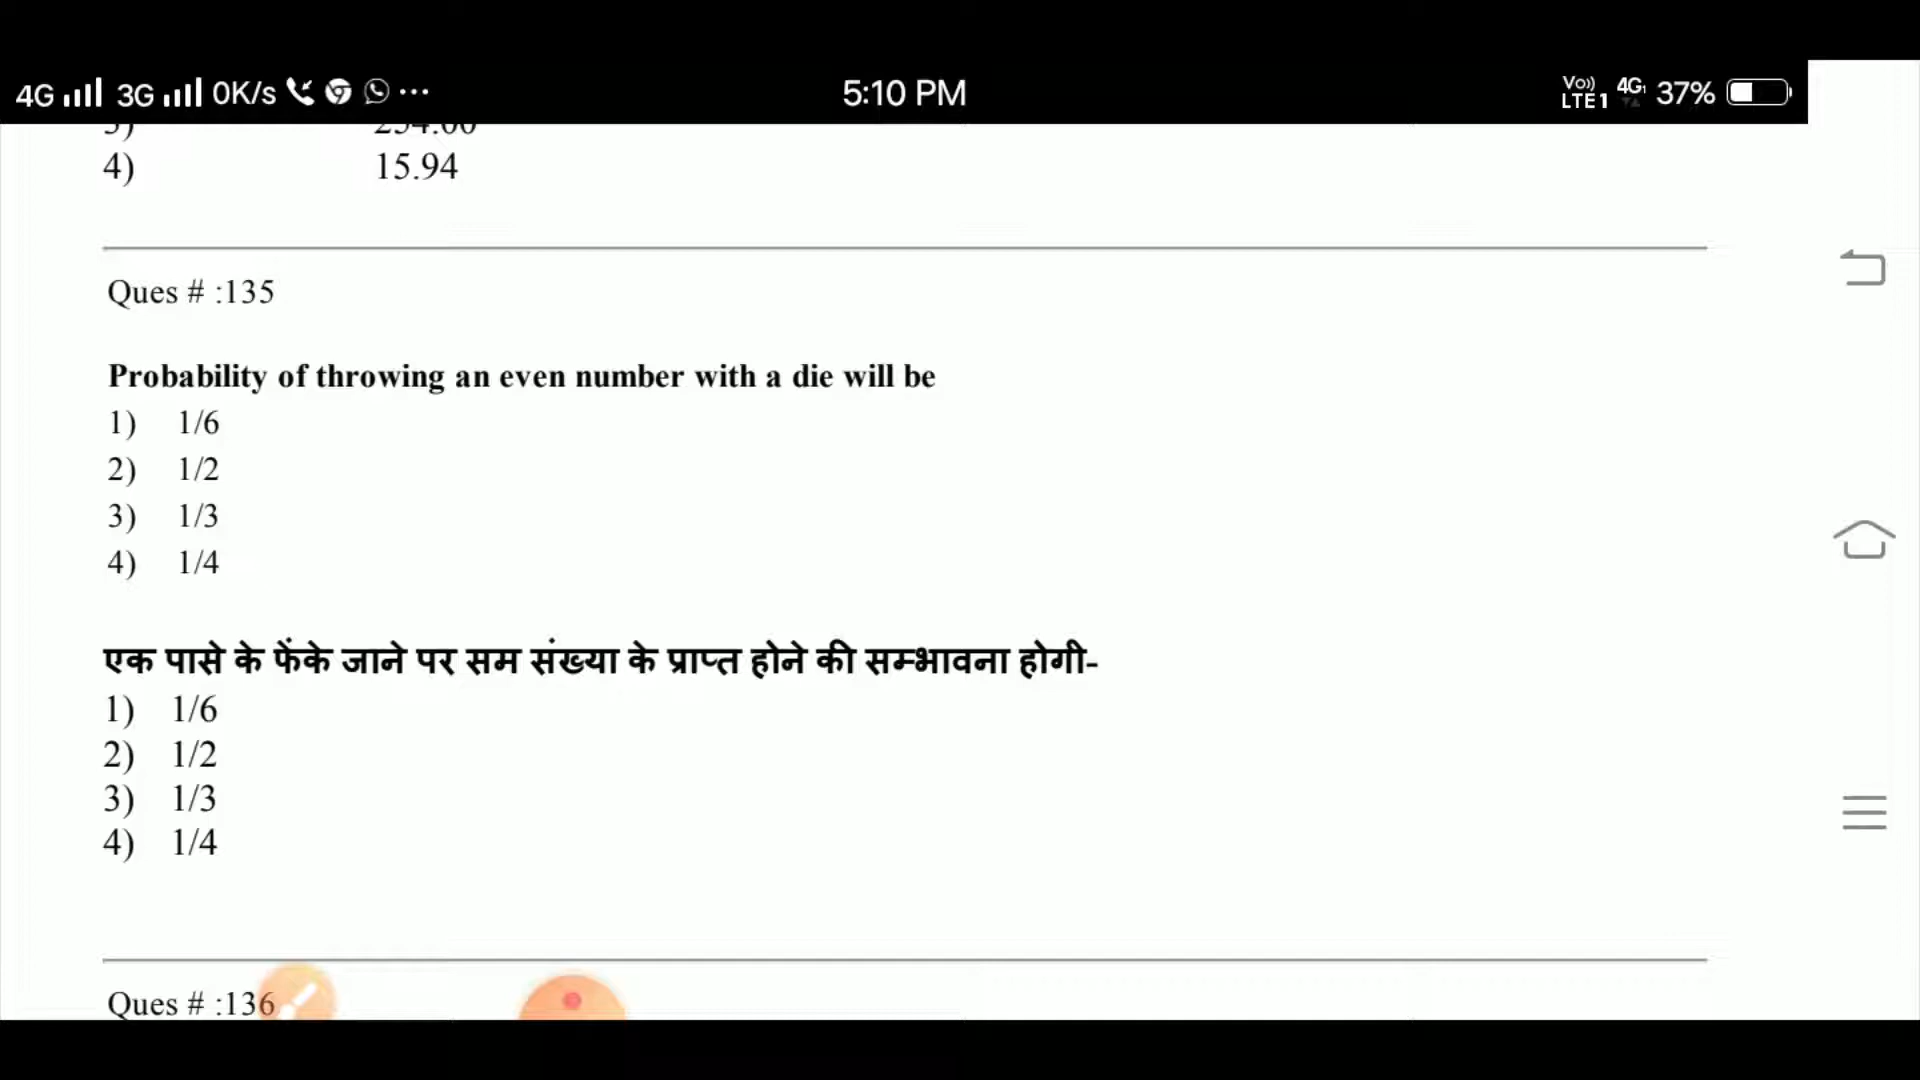 4G 3G 0K/s ... 5:10 PM Vo)) LTE1 4G 37%
4) 15.94
Ques # :135
Probability of throwing an even number with a die will be
1) 1/6
2) 1/2
3) 1/3
4) 1/4
एक पासे के फेंके जाने पर सम संख्या के प्राप्त होने की सम्भावना होगी-
1) 1/6
2) 1/2
3) 1/3
4) 1/4
Ques # :136